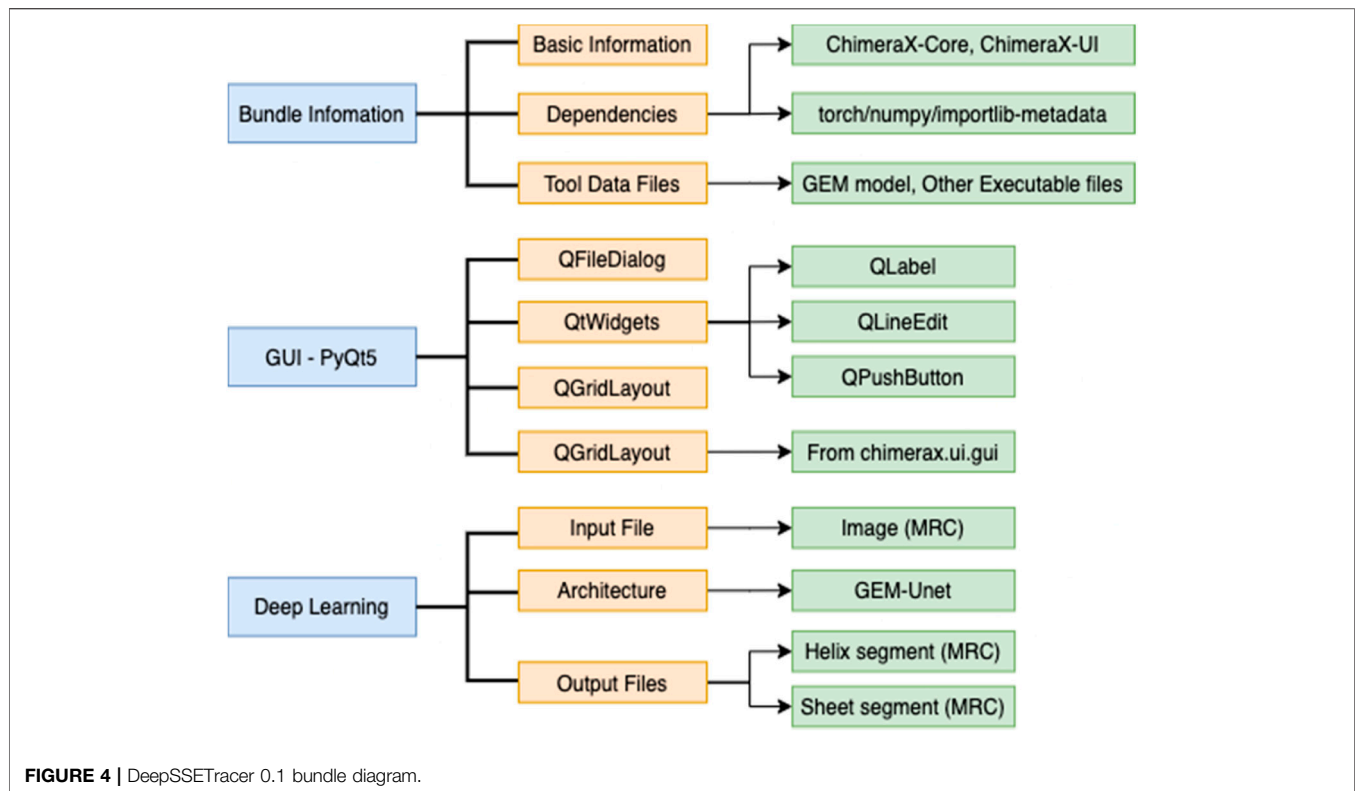 Basic Information
ChimeraX-Core, ChimeraX-UI
Bundle Infomation
Dependencies
torch/numpy/importlib-metadata
Tool Data Files
GEM model, Other Executable files
QFileDialog
QLabel
GUI - PyQt5
QtWidgets
QLineEdit
QPushButton
QGridLayout
QGridLayout
From chimerax.ui.gui
Input File
Image (MRC)
Deep Learning
Architecture
GEM-Unet
Output Files
Helix segment (MRC)
Sheet segment (MRC)
FIGURE 4 | DeepSSETracer 0.1 bundle diagram.